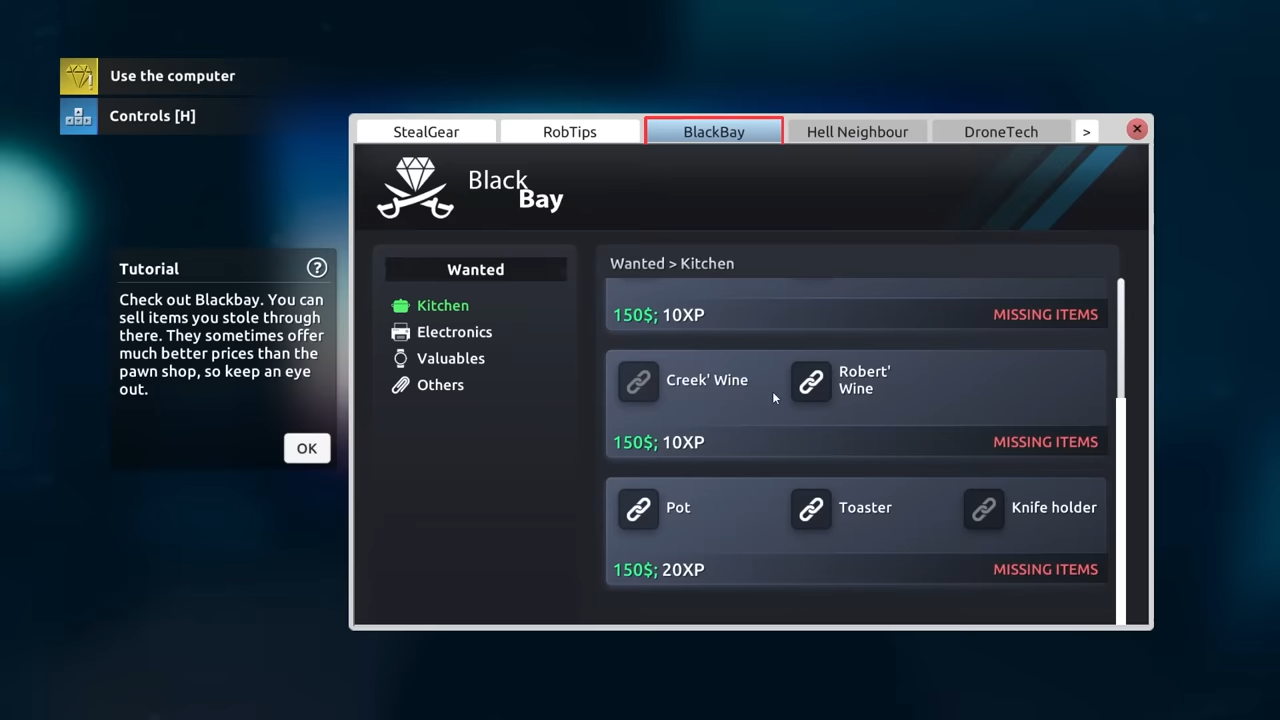 Use the computer
Controls [H]
StealGear
RobTips
BlackBay
Hell Neighbour
DroneTech
>
Black
Bay
Tutorial
?
Check out Blackbay. You can
sell items you stole through
there. They sometimes offer
much better prices than the
pawn shop, so keep an eye
out.
OK
Wanted
Kitchen
Electronics
Valuables
Others
Wanted > Kitchen
150$; 10XP
MISSING ITEMS
Creek' Wine
Robert'
Wine
150$; 10XP
MISSING ITEMS
Pot
Toaster
Knife holder
150$; 20XP
MISSING ITEMS